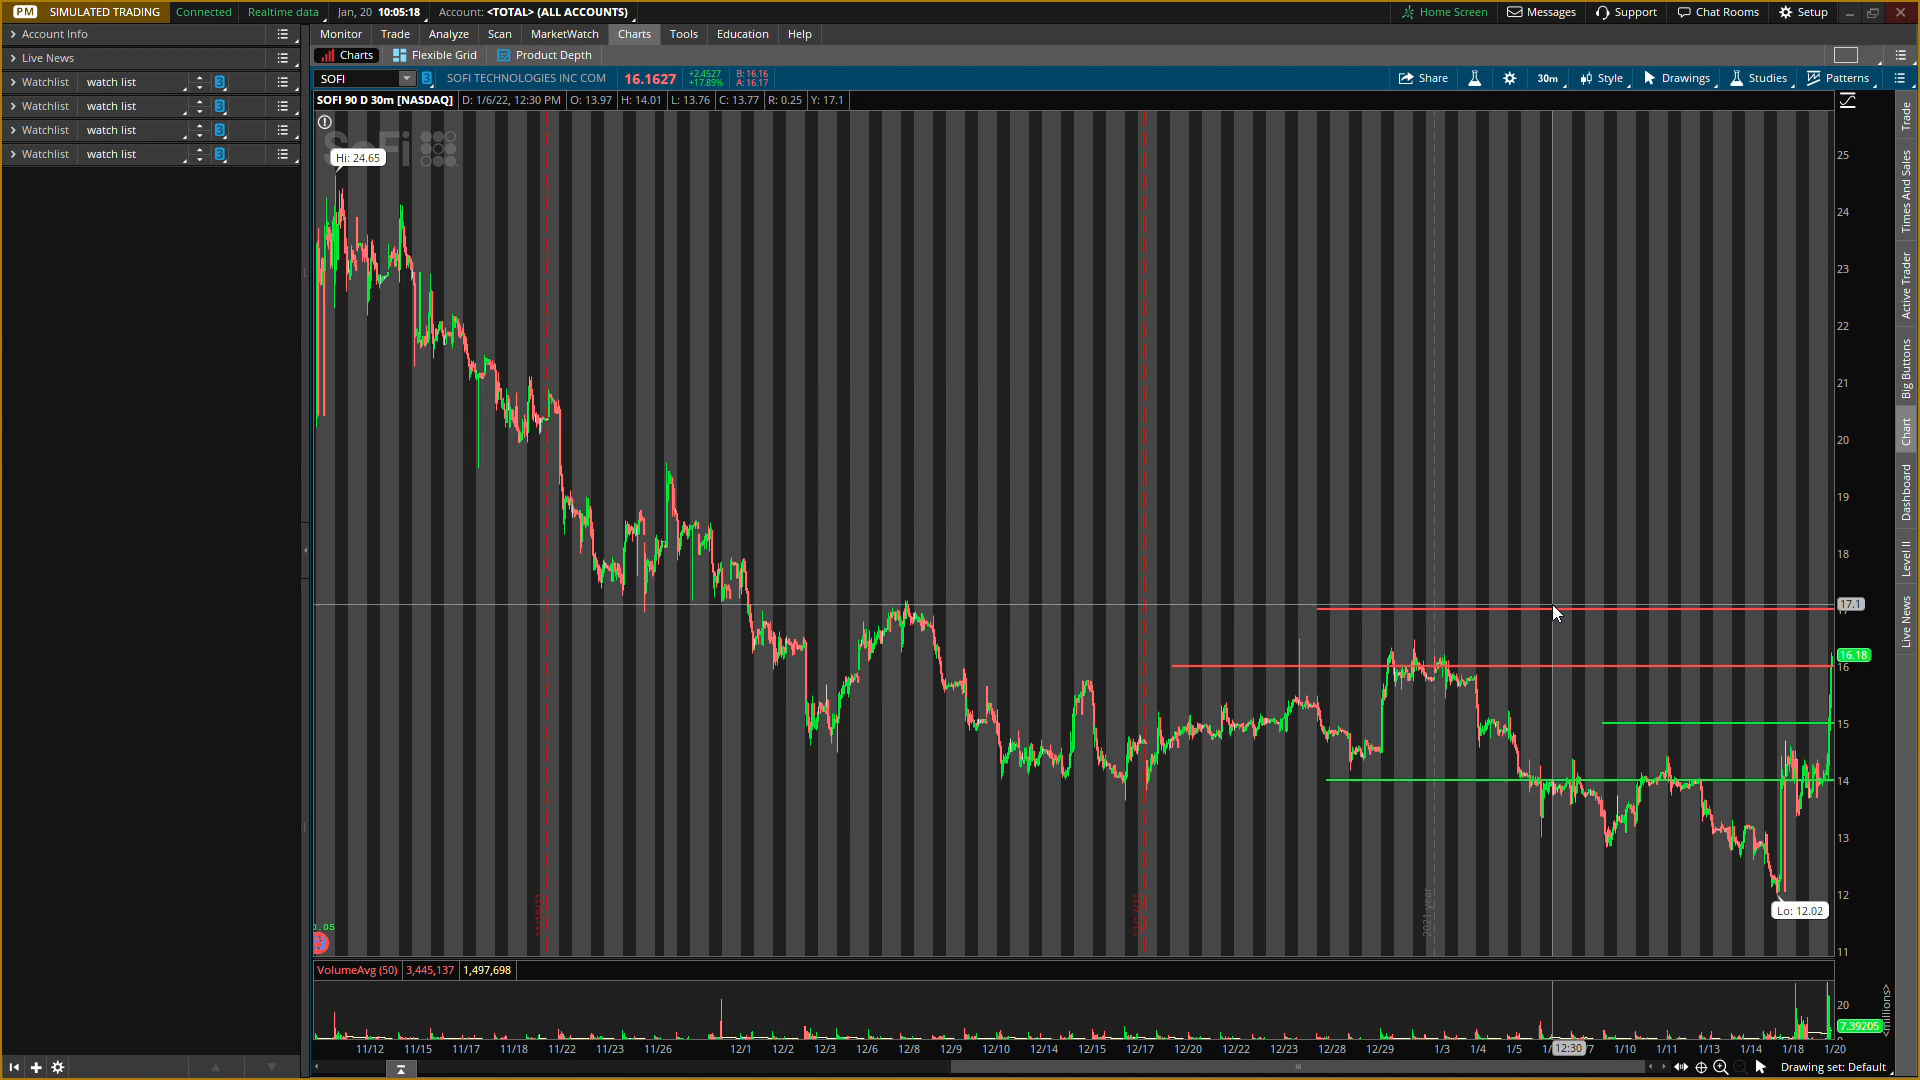 PM SIMULATED TRADING Connected Realtime data Jan, 20 10:05:18 Account: <TOTAL> (ALL ACCOUNTS) Home Screen Messages Support Chat Rooms Setup
Account Info
Live News
Watchlist watch list 3
Watchlist watch list 3
Watchlist watch list 3
Watchlist watch list 3
Monitor Trade Analyze Scan MarketWatch Charts Tools Education Help
Charts Flexible Grid Product Depth
SOFI 3 SOFI TECHNOLOGIES INC COM 16.1627 +2.4527 +17.89% B: 16.16 A: 16.17 Share 30m Style Drawings Studies Patterns
SOFI 90 D 30m [NASDAQ] D: 1/6/22, 12:30 PM O: 13.97 H: 14.01 L: 13.76 C: 13.77 R: 0.25 Y: 17.1
SoFi
Hi: 24.65
25
24
23
22
21
20
19
18
17.1
16.18
16
15
14
13
12
11
Lo: 12.02
2021 year
VolumeAvg (50) 3,445,137 1,497,698
20
7.39205
<millions>
11/12 11/15 11/17 11/18 11/22 11/23 11/26 12/1 12/2 12/3 12/6 12/8 12/9 12/10 12/14 12/15 12/17 12/20 12/22 12/23 12/28 12/29 1/3 1/4 1/5 12:30 1/10 1/11 1/13 1/14 1/18 1/20
Drawing set: Default
Trade
Times And Sales
Active Trader
Big Buttons
Chart
Dashboard
Level II
Live News